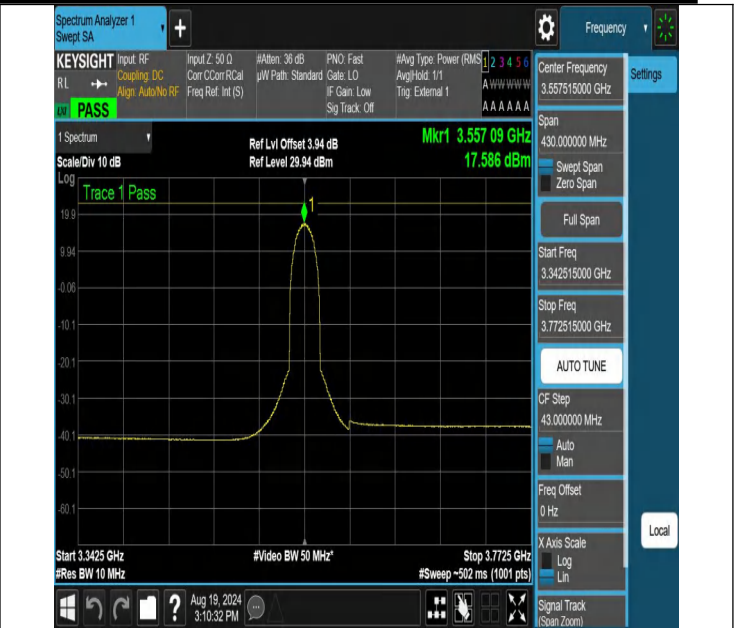 Spectrum Analyzer 1
Swept SA
+
Frequency
KEYSIGHT
RL
LXI
PASS
Input: RF
Coupling: DC
Align: Auto/No RF
Input Z: 50 Ω
Corr CCorr RCal
Freq Ref: Int (S)
#Atten: 36 dB
µW Path: Standard
PNO: Fast
Gate: LO
IF Gain: Low
Sig Track: Off
#Avg Type: Power (RMS
Avg|Hold: 1/1
Trig: External 1
1 2 3 4 5 6
A W W W W W
A A A A A A
1 Spectrum
Scale/Div 10 dB
Log
Ref Lvl Offset 3.94 dB
Ref Level 29.94 dBm
Mkr1 3.557 09 GHz
17.586 dBm
Trace 1 Pass
1
19.9
9.94
-0.06
-10.1
-20.1
-30.1
-40.1
-50.1
-60.1
Start 3.3425 GHz
#Res BW 10 MHz
#Video BW 50 MHz*
Stop 3.7725 GHz
#Sweep ~502 ms (1001 pts)
Center Frequency
3.557515000 GHz
Settings
Span
430.000000 MHz
Swept Span
Zero Span
Full Span
Start Freq
3.342515000 GHz
Stop Freq
3.772515000 GHz
AUTO TUNE
CF Step
43.000000 MHz
Auto
Man
Freq Offset
0 Hz
X Axis Scale
Log
Lin
Local
Signal Track
(Span Zoom)
?
Aug 19, 2024
3:10:32 PM